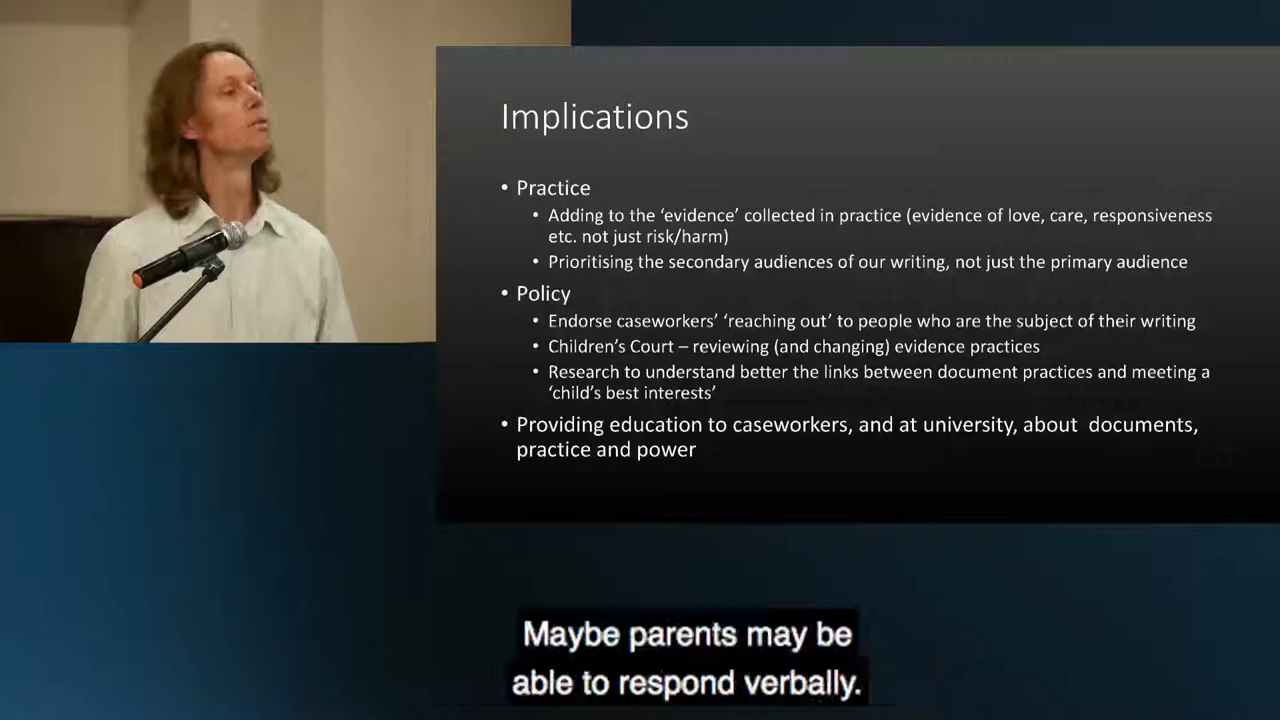 Implications
• Practice
• Adding to the ‘evidence’ collected in practice (evidence of love, care, responsiveness
etc. not just risk/harm)
• Prioritising the secondary audiences of our writing, not just the primary audience
• Policy
• Endorse caseworkers’ ‘reaching out’ to people who are the subject of their writing
• Children’s Court – reviewing (and changing) evidence practices
• Research to understand better the links between document practices and meeting a
‘child’s best interests’
• Providing education to caseworkers, and at university, about  documents,
practice and power
Maybe parents may be
able to respond verbally.